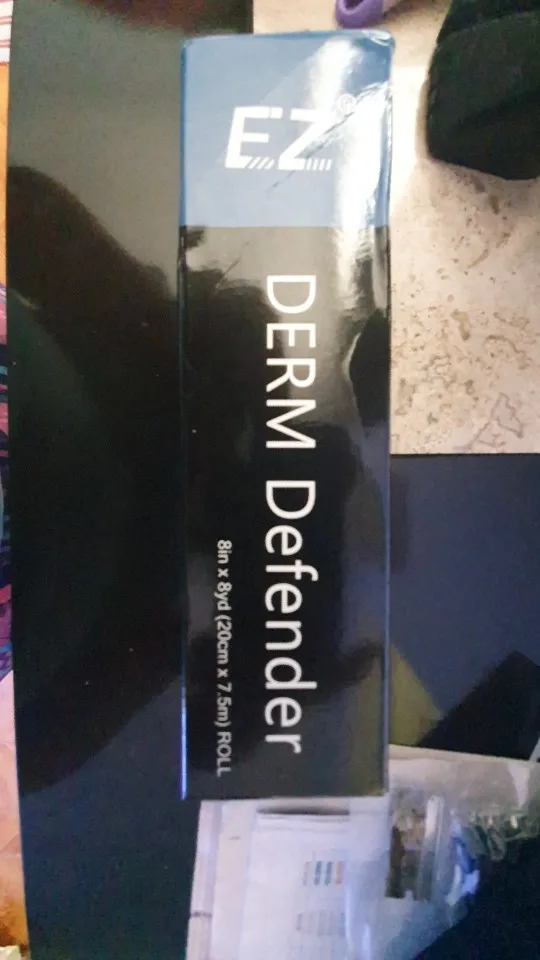 EZ®
DERM Defender
8in x 8yd (20cm x 7.5m) ROLL